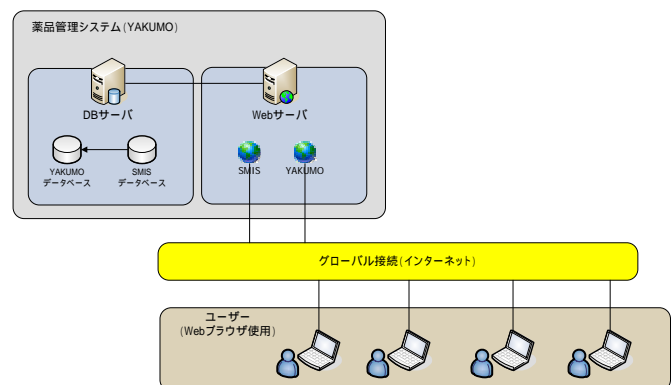 薬品管理システム(YAKUMO)
DBサーバ
Webサーバ
YAKUMO
データベース
SMIS
データベース
SMIS
YAKUMO
グローバル接続(インターネット)
ユーザー
(Webブラウザ使用)